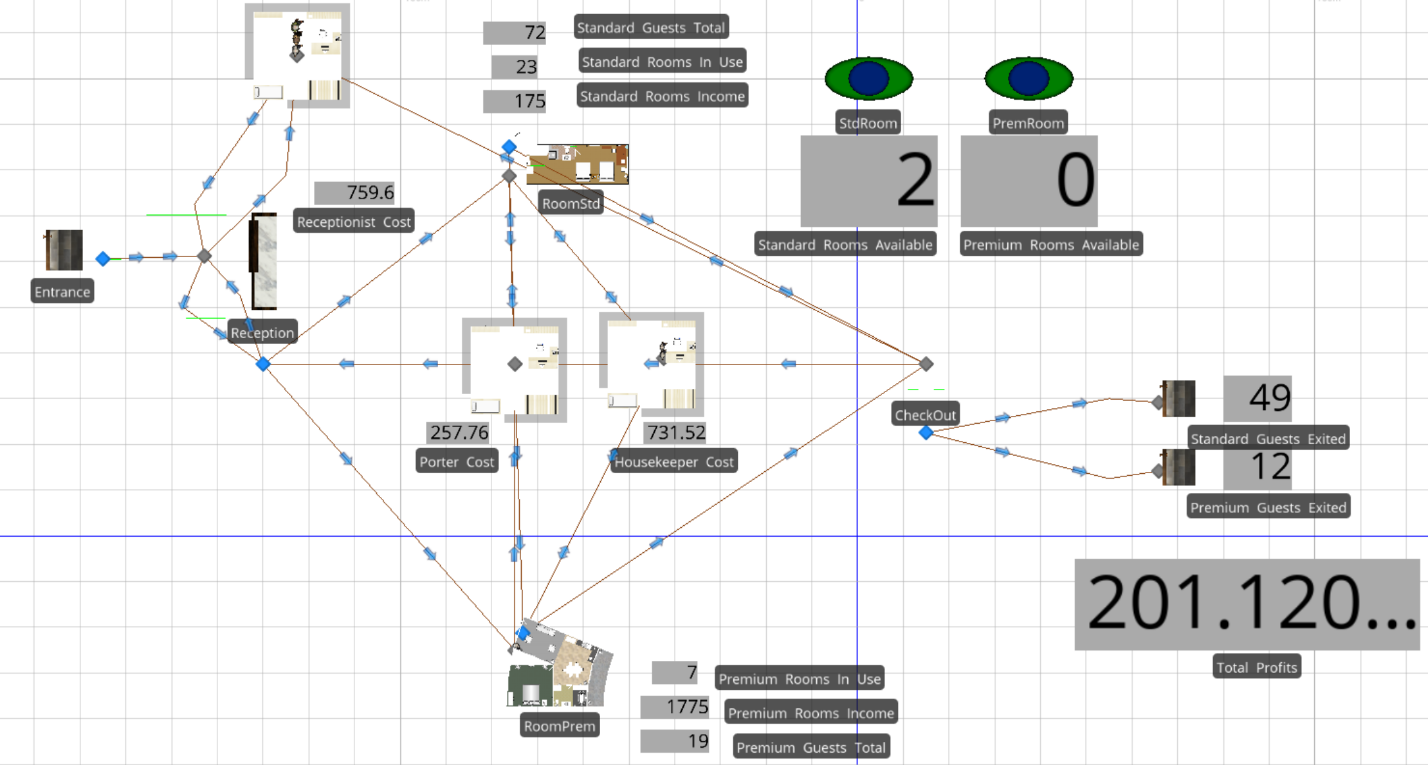 72
Standard Guests Total
23
Standard Rooms In Use
175
Standard Rooms Income
StdRoom
PremRoom
2
0
Standard Rooms Available
Premium Rooms Available
759.6
Receptionist Cost
RoomStd
Entrance
Reception
257.76
Porter Cost
731.52
Housekeeper Cost
CheckOut
49
Standard Guests Exited
12
Premium Guests Exited
201.120...
Total Profits
7
Premium Rooms In Use
1775
Premium Rooms Income
19
Premium Guests Total
RoomPrem